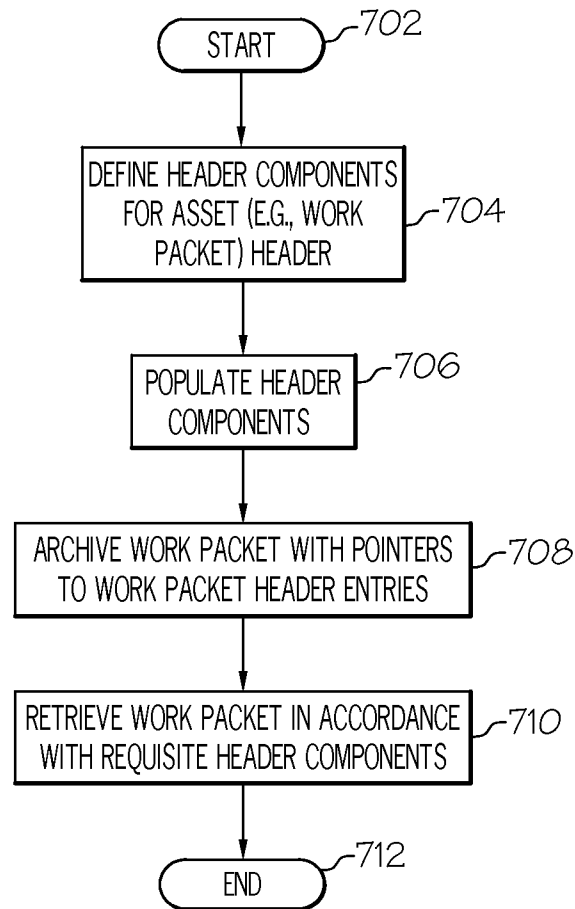 START
702
DEFINE HEADER COMPONENTS
FOR ASSET (E.G., WORK
PACKET) HEADER
704
POPULATE HEADER
COMPONENTS
706
ARCHIVE WORK PACKET WITH POINTERS
TO WORK PACKET HEADER ENTRIES
708
RETRIEVE WORK PACKET IN ACCORDANCE
WITH REQUISITE HEADER COMPONENTS
710
END
712